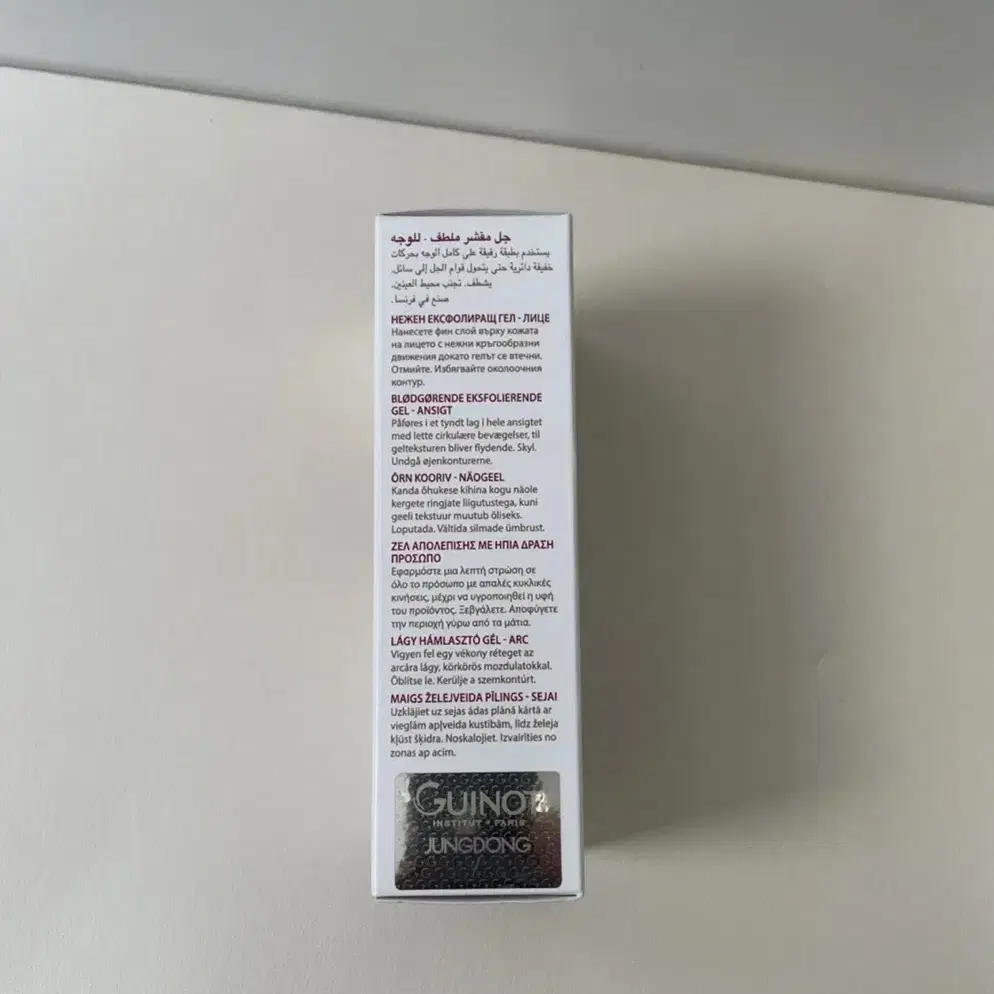 جل مقشر ملطف - للوجه
يستخدم بطبقة رقيقة على كامل الوجه بحركات
خفيفة دائرية حتى يتحول قوام الجل إلى سائل.
يشطف. تجنب محيط العينين.
صنع في فرنسا.
НЕЖЕН ЕКСФОЛИРАЩ ГЕЛ - ЛИЦЕ
Нанесете фин слой върху кожата
на лицето с нежни кръгообразни
движения докато гелът се втечни.
Отмийте. Избягвайте околоочния
контур.
BLØDGØRENDE EKSFOLIERENDE
GEL - ANSIGT
Påføres i et tyndt lag i hele ansigtet
med lette cirkulære bevægelser, til
gelteksturen bliver flydende. Skyl.
Undgå øjenkonturerne.
ÕRN KOORIV - NÄOGEEL
Kanda õhukese kihina kogu näole
kergete ringjate liigutustega, kuni
geeli tekstuur muutub õliseks.
Loputada. Vältida silmade ümbrust.
ΖΕΛ ΑΠΟΛΕΠΙΣΗΣ ΜΕ ΗΠΙΑ ΔΡΑΣΗ
ΠΡΟΣΩΠΟ
Εφαρμόστε μια λεπτή στρώση σε
όλο το πρόσωπο με απαλές κυκλικές
κινήσεις, μέχρι να υγροποιηθεί η υφή
του προϊόντος. Ξεβγάλετε. Αποφύγετε
την περιοχή γύρω από τα μάτια.
LÁGY HÁMLASZTÓ GÉL - ARC
Vigyen fel egy vékony réteget az
arcára lágy, körkörös mozdulatokkal.
Öblítse le. Kerülje a szemkontúrt.
MAIGS ŽELEJVEIDA PĪLINGS - SEJAI
Uzklājiet uz sejas ādas plānā kārtā ar
vieglām apļveida kustībām, līdz želeja
kļūst šķidra. Noskalojiet. Izvairīties no
zonas ap acīm.
GUINOT
INSTITUT • PARIS
JUNGDONG